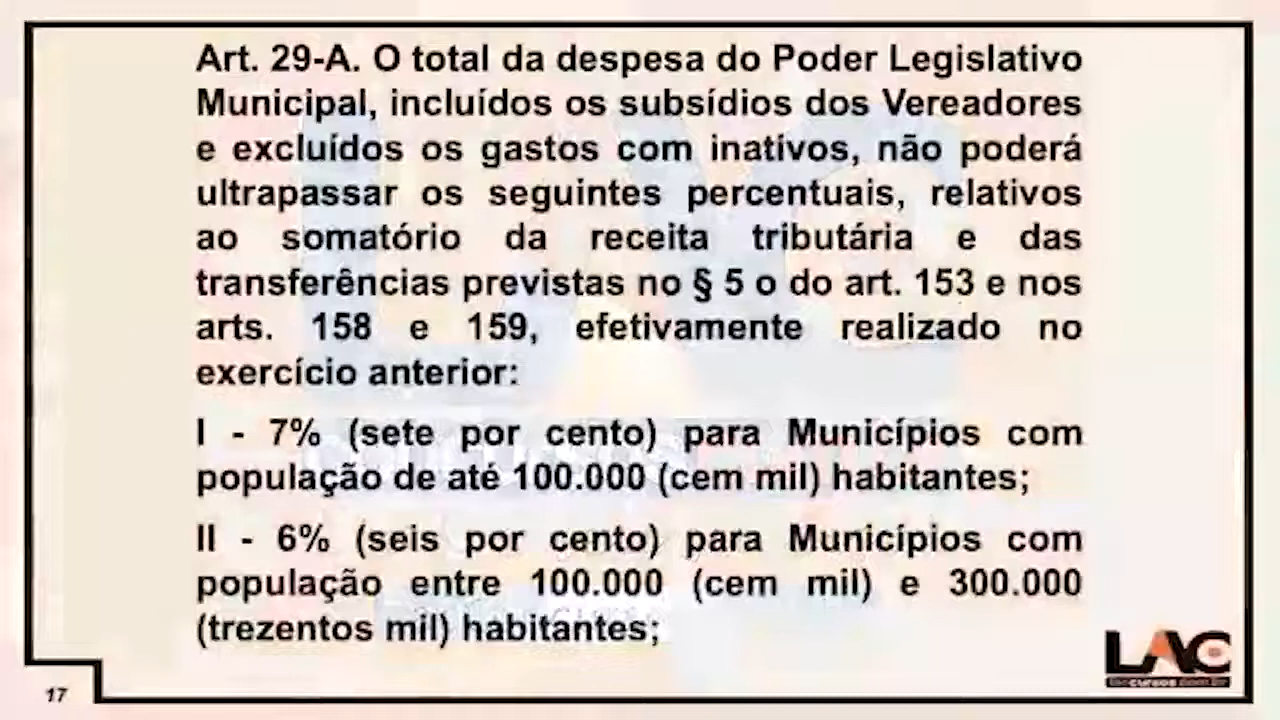 Art. 29-A. O total da despesa do Poder Legislativo
Municipal, incluídos os subsídios dos Vereadores
e excluídos os gastos com inativos, não poderá
ultrapassar os seguintes percentuais, relativos
ao somatório da receita tributária e das
transferências previstas no § 5 o do art. 153 e nos
arts. 158 e 159, efetivamente realizado no
exercício anterior:
I - 7% (sete por cento) para Municípios com
população de até 100.000 (cem mil) habitantes;
II - 6% (seis por cento) para Municípios com
população entre 100.000 (cem mil) e 300.000
(trezentos mil) habitantes;
LAC
17